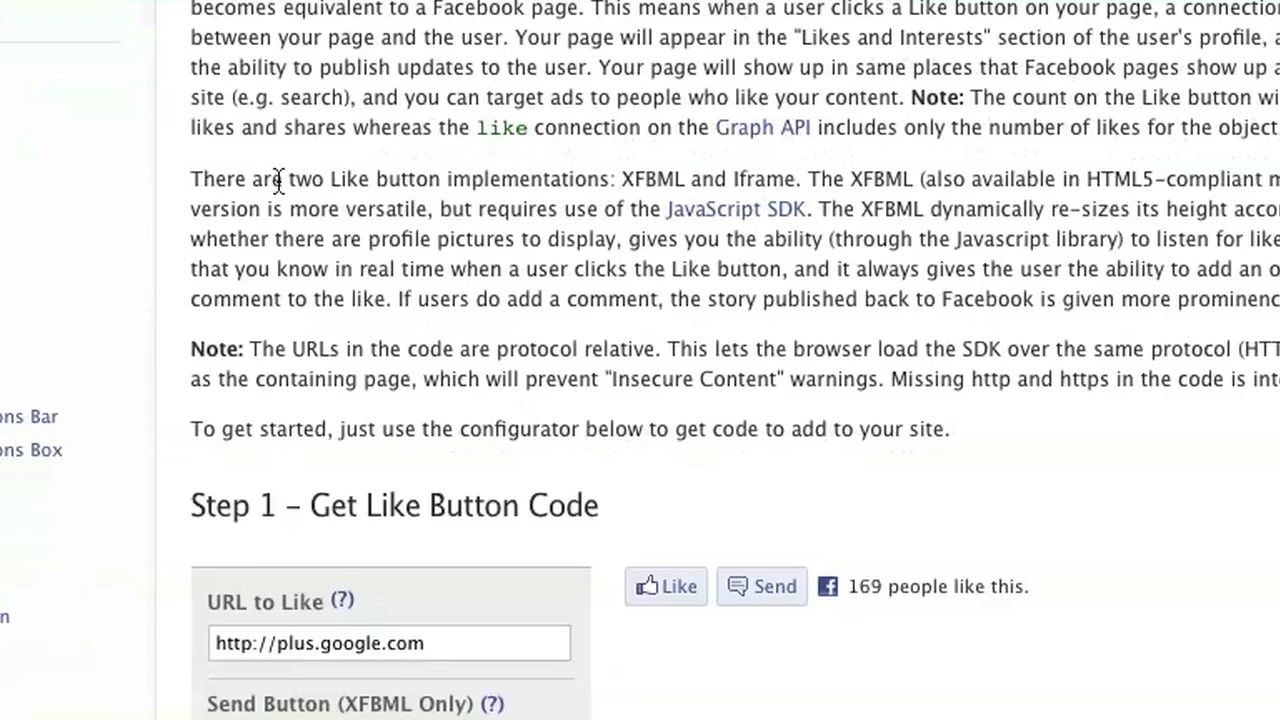 becomes equivalent to a Facebook page. This means when a user clicks a Like button on your page, a connection
between your page and the user. Your page will appear in the "Likes and Interests" section of the user's profile,
the ability to publish updates to the user. Your page will show up in same places that Facebook pages show up
site (e.g. search), and you can target ads to people who like your content. Note: The count on the Like button
likes and shares whereas the like connection on the Graph API includes only the number of likes for the object
There are two Like button implementations: XFBML and Iframe. The XFBML (also available in HTML5-compliant
version is more versatile, but requires use of the JavaScript SDK. The XFBML dynamically re-sizes its height
whether there are profile pictures to display, gives you the ability (through the Javascript library) to listen for
that you know in real time when a user clicks the Like button, and it always gives the user the ability to add an
comment to the like. If users do add a comment, the story published back to Facebook is given more
Note: The URLs in the code are protocol relative. This lets the browser load the SDK over the same protocol
as the containing page, which will prevent "Insecure Content" warnings. Missing http and https in the code is
ons Bar
To get started, just use the configurator below to get code to add to your site.
ons Box
Step 1 – Get Like Button Code
URL to Like (?)
Like Send 169 people like this.
n
http://plus.google.com
Send Button (XFBML Only) (?)